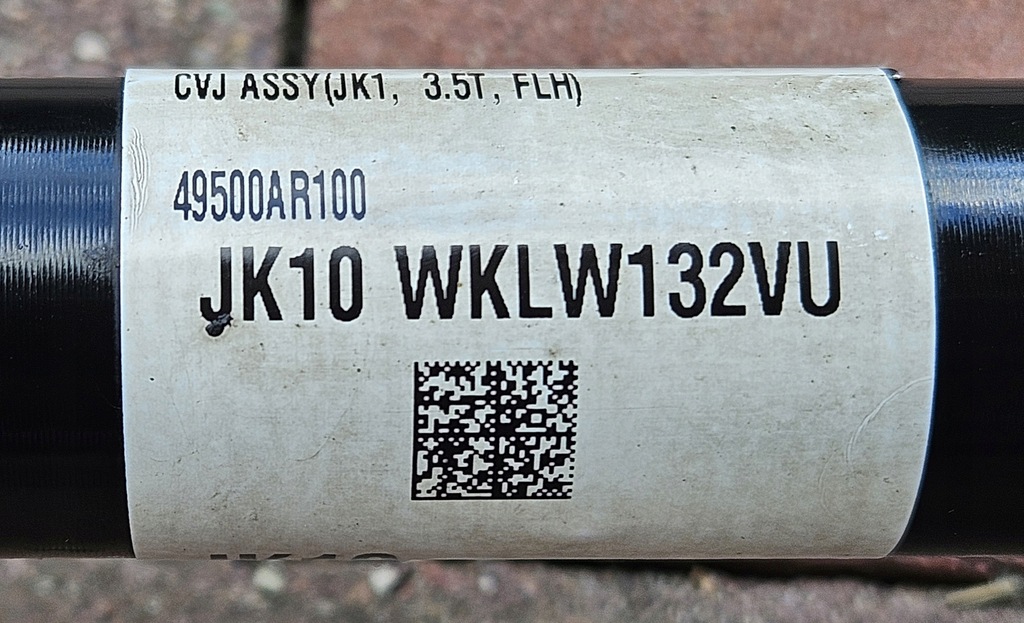 CVJ ASSY(JK1, 3.5T, FLH)
49500AR100
JK10 WKLW132VU